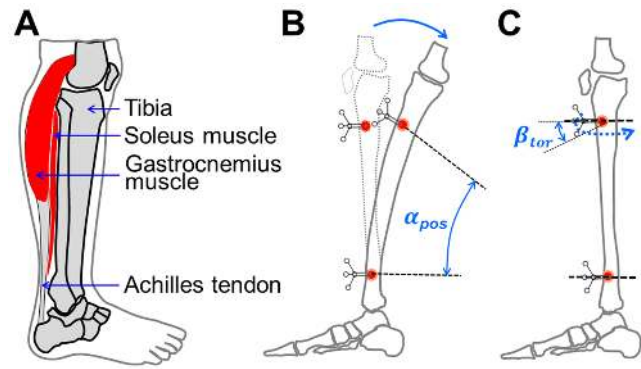 A
B
C
Tibia
Soleus muscle
Gastrocnemius
muscle
Achilles tendon
α_pos
β_tor